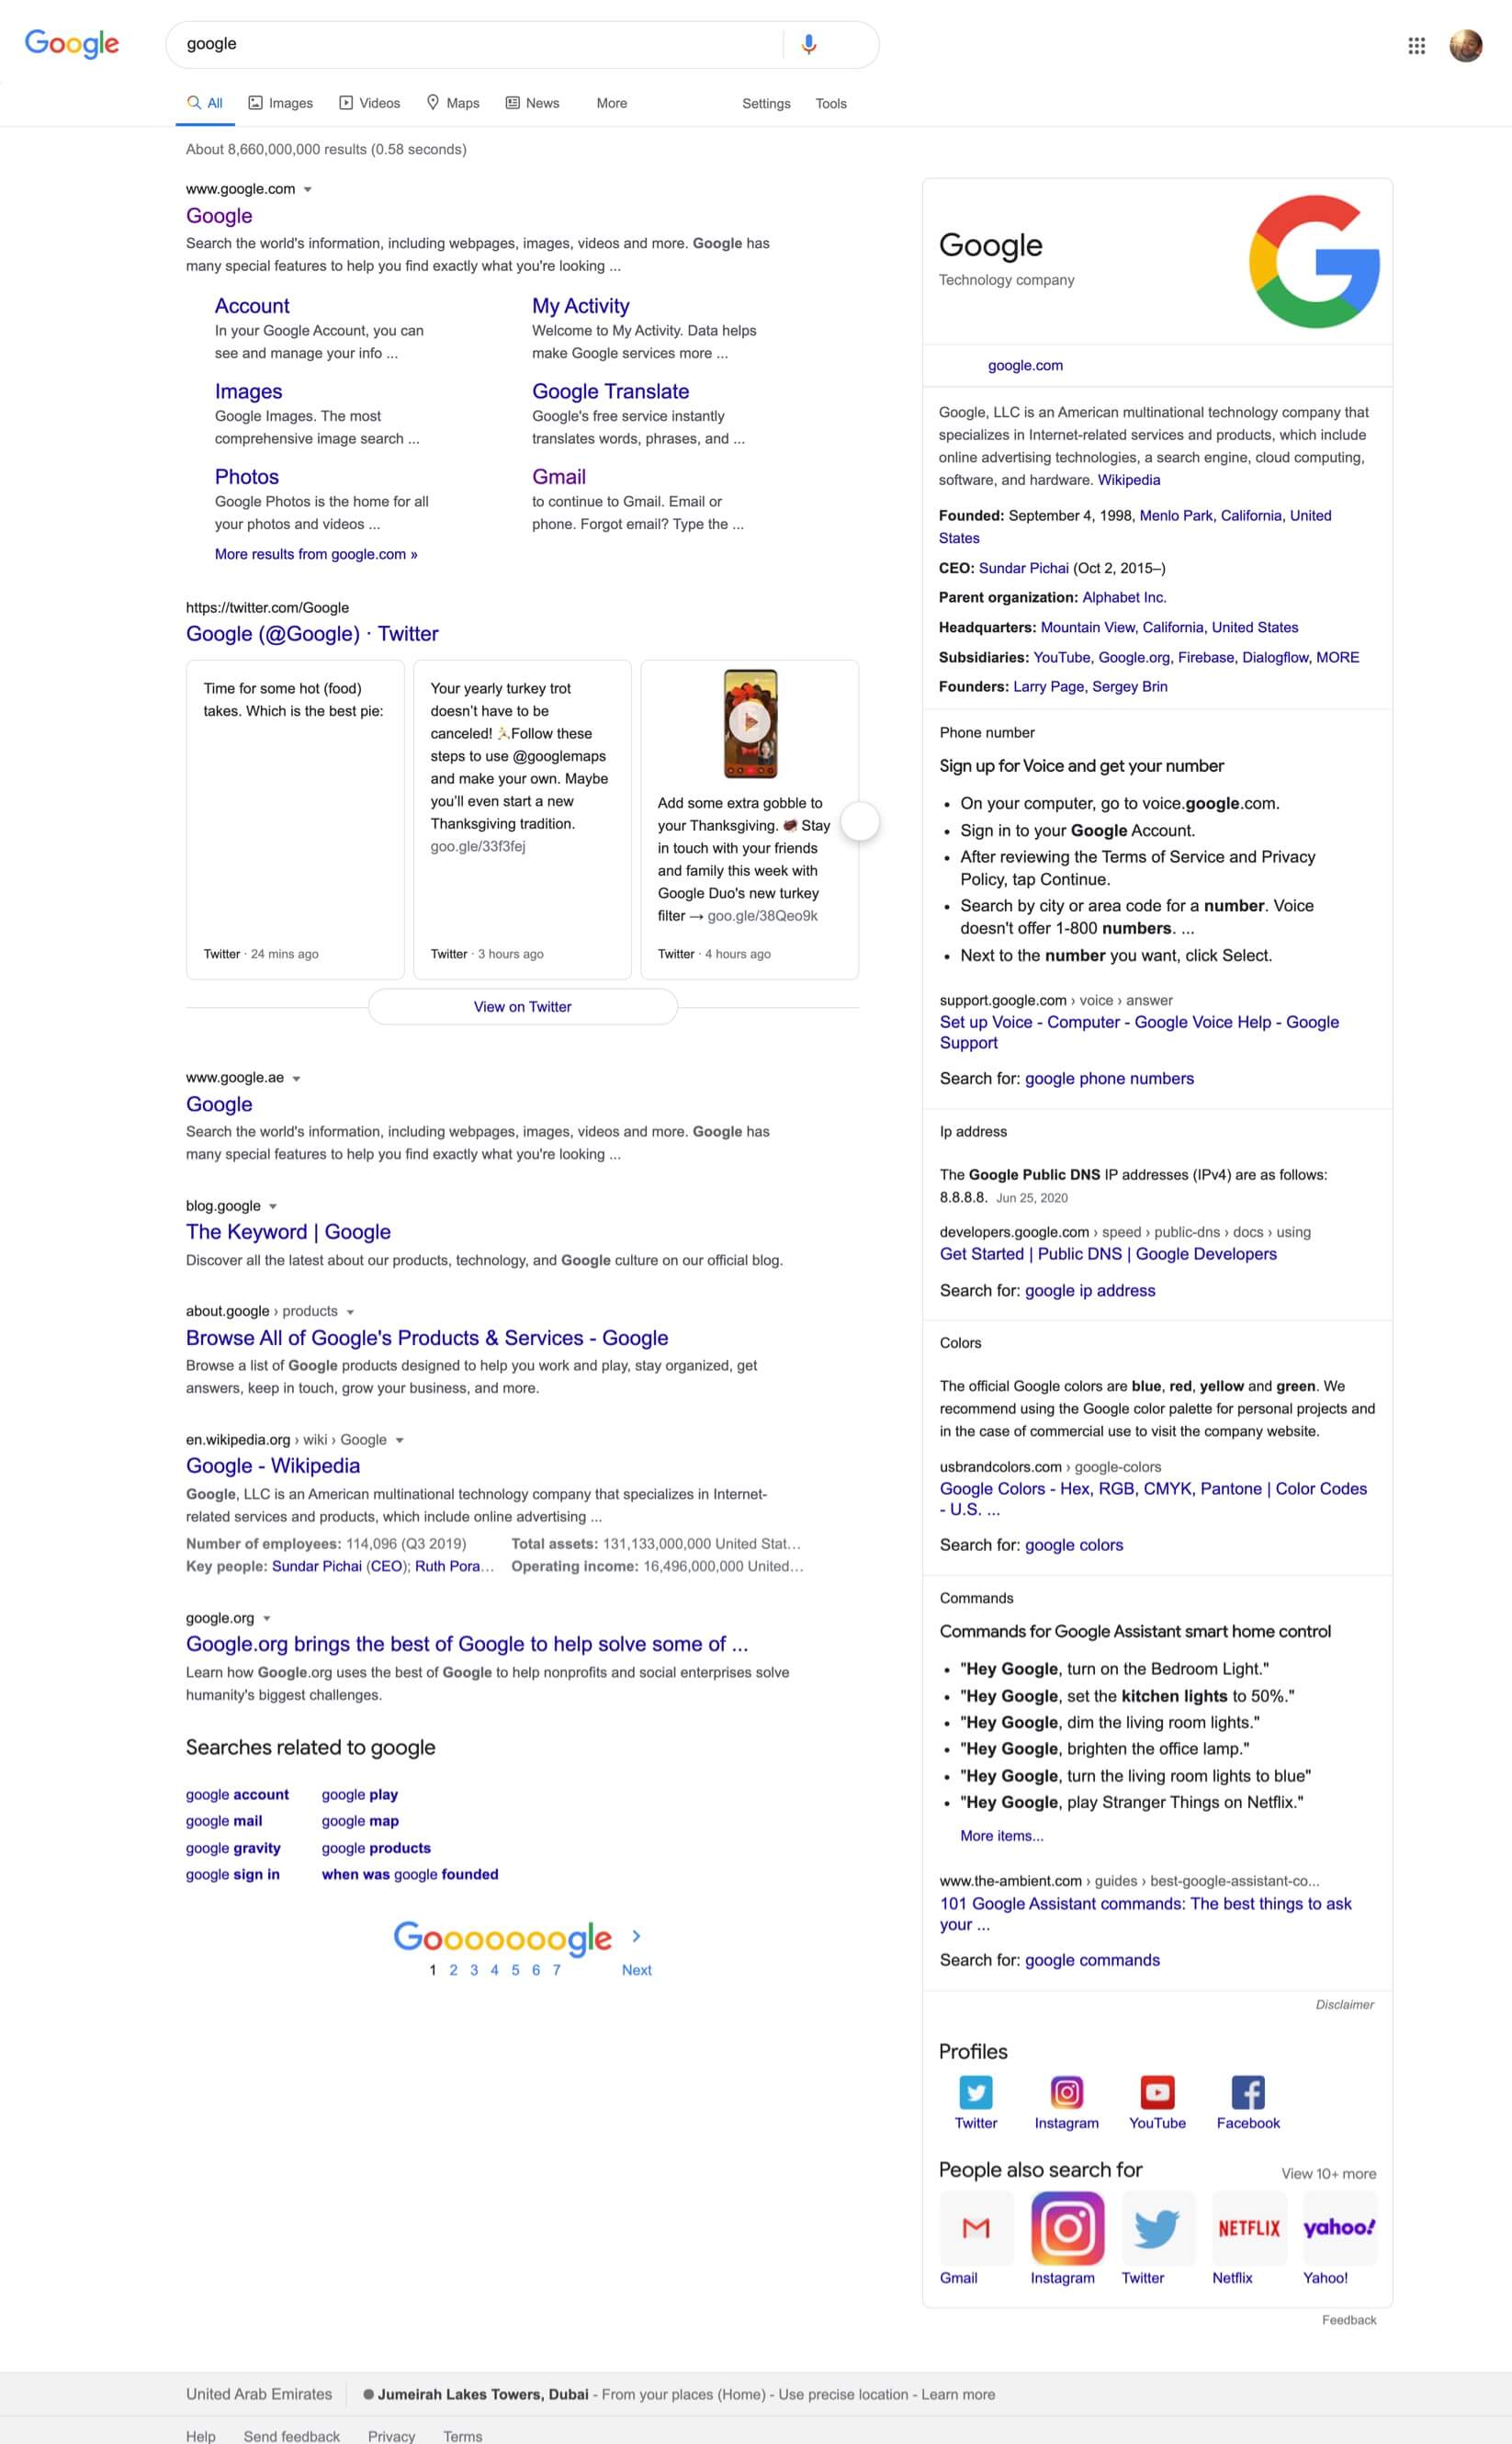 Google
google
All
Images
Videos
Maps
News
More
Settings
Tools
About 8,660,000,000 results (0.58 seconds)
www.google.com
Google
Search the world's information, including webpages, images, videos and more. Google has
many special features to help you find exactly what you're looking ...
Account
In your Google Account, you can
see and manage your info ...
My Activity
Welcome to My Activity. Data helps
make Google services more ...
Images
Google Images. The most
comprehensive image search ...
Google Translate
Google's free service instantly
translates words, phrases, and ...
Photos
Google Photos is the home for all
your photos and videos ...
Gmail
to continue to Gmail. Email or
phone. Forgot email? Type the ...
More results from google.com »
https://twitter.com/Google
Google (@Google) · Twitter
Time for some hot (food)
takes. Which is the best pie:
Twitter · 24 mins ago
Your yearly turkey trot
doesn't have to be
canceled! 🏃Follow these
steps to use @googlemaps
and make your own. Maybe
you'll even start a new
Thanksgiving tradition.
goo.gle/33f3fej
Twitter · 3 hours ago
Add some extra gobble to
your Thanksgiving. 🦃 Stay
in touch with your friends
and family this week with
Google Duo's new turkey
filter → goo.gle/38Qeo9k
Twitter · 4 hours ago
View on Twitter
www.google.ae
Google
Search the world's information, including webpages, images, videos and more. Google has
many special features to help you find exactly what you're looking ...
blog.google
The Keyword | Google
Discover all the latest about our products, technology, and Google culture on our official blog.
about.google › products
Browse All of Google's Products & Services - Google
Browse a list of Google products designed to help you work and play, stay organized, get
answers, keep in touch, grow your business, and more.
en.wikipedia.org › wiki › Google
Google - Wikipedia
Google, LLC is an American multinational technology company that specializes in Internet-
related services and products, which include online advertising ...
Number of employees: 114,096 (Q3 2019)
Total assets: 131,133,000,000 United Stat...
Key people: Sundar Pichai (CEO); Ruth Pora...
Operating income: 16,496,000,000 United...
google.org
Google.org brings the best of Google to help solve some of ...
Learn how Google.org uses the best of Google to help nonprofits and social enterprises solve
humanity's biggest challenges.
Searches related to google
google account
google play
google mail
google map
google gravity
google products
google sign in
when was google founded
Goooooooogle
1 2 3 4 5 6 7
Next
Google
Technology company
google.com
Google, LLC is an American multinational technology company that
specializes in Internet-related services and products, which include
online advertising technologies, a search engine, cloud computing,
software, and hardware. Wikipedia
Founded: September 4, 1998, Menlo Park, California, United
States
CEO: Sundar Pichai (Oct 2, 2015–)
Parent organization: Alphabet Inc.
Headquarters: Mountain View, California, United States
Subsidiaries: YouTube, Google.org, Firebase, Dialogflow, MORE
Founders: Larry Page, Sergey Brin
Phone number
Sign up for Voice and get your number
• On your computer, go to voice.google.com.
• Sign in to your Google Account.
• After reviewing the Terms of Service and Privacy
Policy, tap Continue.
• Search by city or area code for a number. Voice
doesn't offer 1-800 numbers. ...
• Next to the number you want, click Select.
support.google.com › voice › answer
Set up Voice - Computer - Google Voice Help - Google
Support
Search for: google phone numbers
Ip address
The Google Public DNS IP addresses (IPv4) are as follows:
8.8.8.8. Jun 25, 2020
developers.google.com › speed › public-dns › docs › using
Get Started | Public DNS | Google Developers
Search for: google ip address
Colors
The official Google colors are blue, red, yellow and green. We
recommend using the Google color palette for personal projects and
in the case of commercial use to visit the company website.
usbrandcolors.com › google-colors
Google Colors - Hex, RGB, CMYK, Pantone | Color Codes
- U.S. ...
Search for: google colors
Commands
Commands for Google Assistant smart home control
• "Hey Google, turn on the Bedroom Light."
• "Hey Google, set the kitchen lights to 50%."
• "Hey Google, dim the living room lights."
• "Hey Google, brighten the office lamp."
• "Hey Google, turn the living room lights to blue"
• "Hey Google, play Stranger Things on Netflix."
More items...
www.the-ambient.com › guides › best-google-assistant-co...
101 Google Assistant commands: The best things to ask
your ...
Search for: google commands
Disclaimer
Profiles
Twitter
Instagram
YouTube
Facebook
People also search for
View 10+ more
NETFLIX
yahoo!
Gmail
Instagram
Twitter
Netflix
Yahoo!
Feedback
United Arab Emirates
Jumeirah Lakes Towers, Dubai - From your places (Home) - Use precise location - Learn more
Help
Send feedback
Privacy
Terms